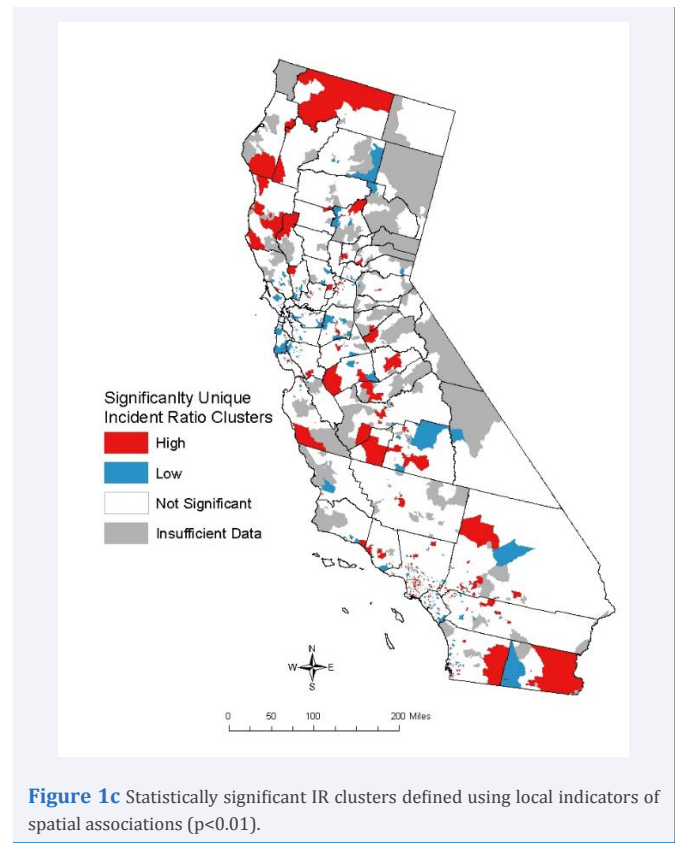 Significanlty Unique
Incident Ratio Clusters
High
Low
Not Significant
Insufficient Data
N
W E
S
0 50 100 200 Miles
Figure 1c Statistically significant IR clusters defined using local indicators of
spatial associations (p<0.01).